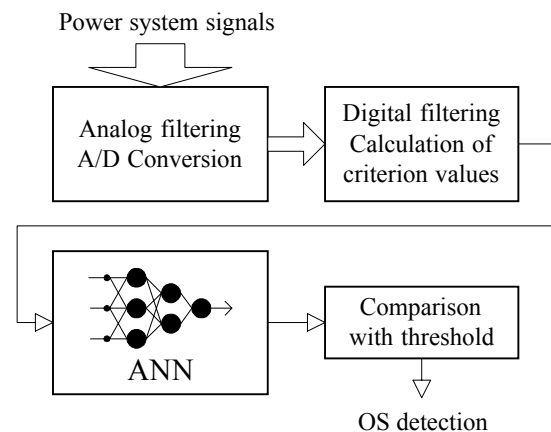 Power system signals
Analog filtering
A/D Conversion
Digital filtering
Calculation of
criterion values
ANN
Comparison
with threshold
OS detection